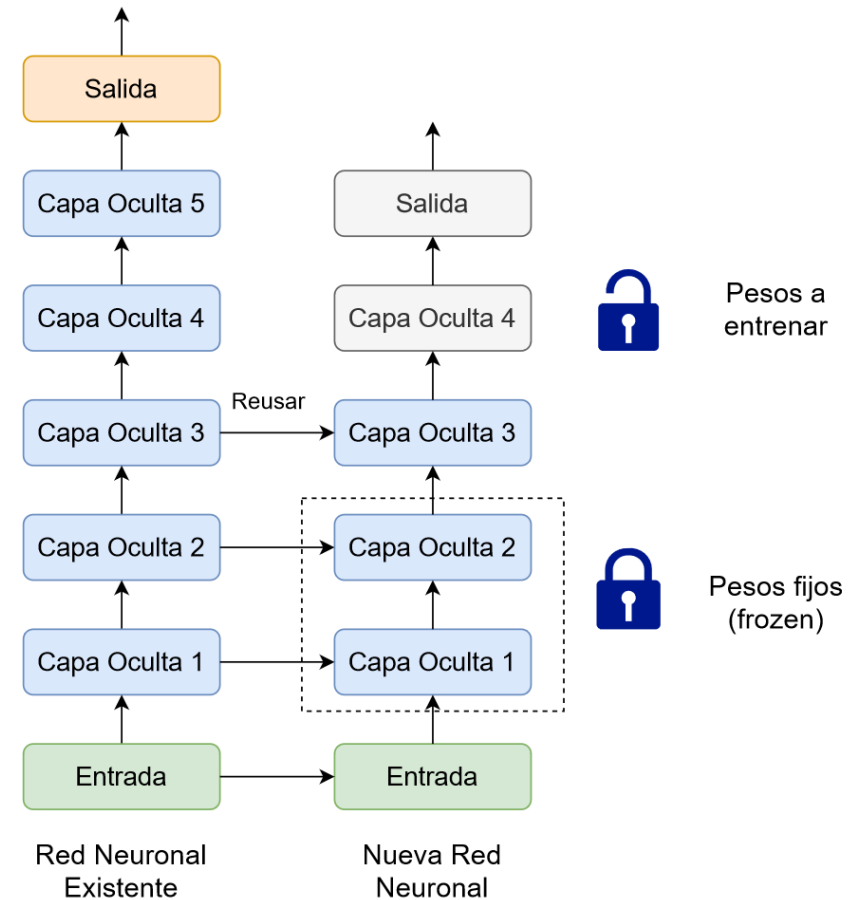 Salida
Capa Oculta 5
Salida
Capa Oculta 4
Capa Oculta 4
Pesos a
entrenar
Reusar
Capa Oculta 3
Capa Oculta 3
Capa Oculta 2
Capa Oculta 2
Pesos fijos
(frozen)
Capa Oculta 1
Capa Oculta 1
Entrada
Entrada
Red Neuronal
Existente
Nueva Red
Neuronal